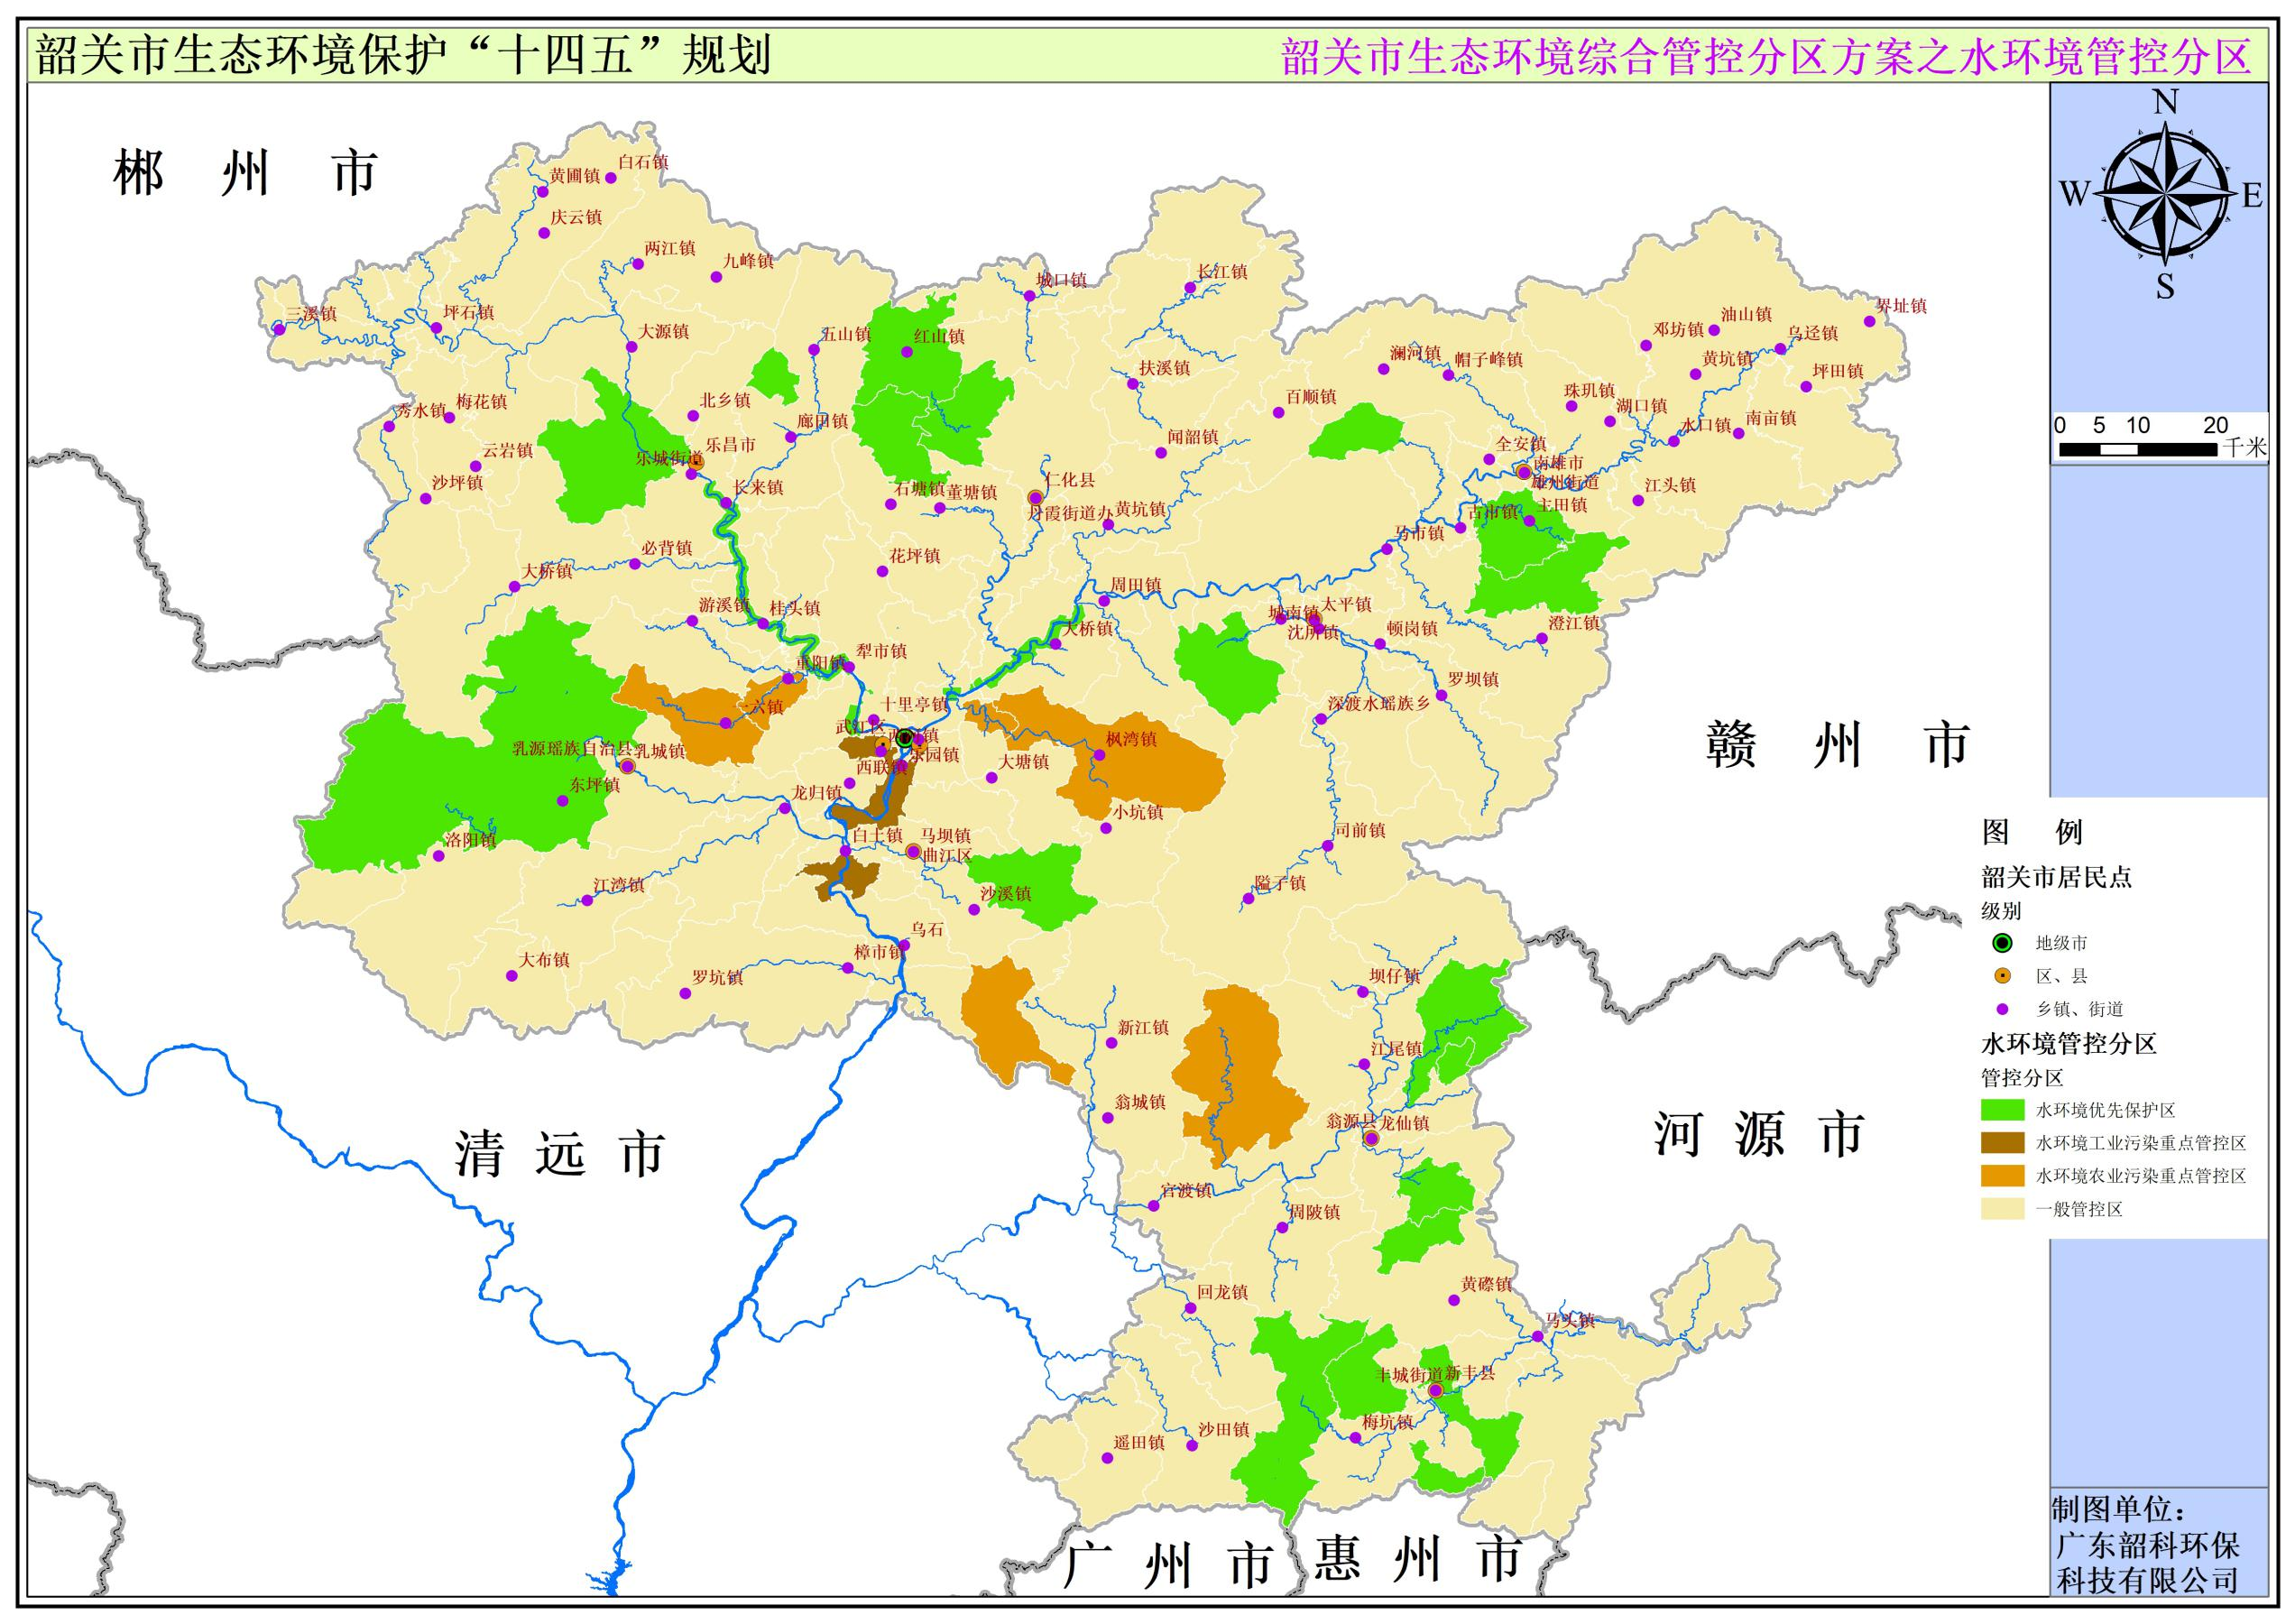 韶关市生态环境保护“十四五”规划
韶关市生态环境综合管控分区方案之水环境管控分区
N
W
E
S
0 5 10 20
千米
郴州市
赣州市
河源市
清远市
广州市
惠州市
白石镇
黄圃镇
庆云镇
两江镇
九峰镇
三溪镇
坪石镇
大源镇
五山镇
红山镇
城口镇
长江镇
扶溪镇
百顺镇
澜河镇
帽子峰镇
邓坊镇
油山镇
界址镇
乌迳镇
黄坑镇
坪田镇
珠玑镇
湖口镇
水口镇
南亩镇
秀水镇
梅花镇
北乡镇
廊田镇
云岩镇
乐昌市
乐城街道
沙坪镇
长来镇
石塘镇
董塘镇
仁化县
丹霞街道办
黄坑镇
闻韶镇
全安镇
南雄市
雄州街道
江头镇
古市镇
主田镇
马市镇
必背镇
花坪镇
大桥镇
游溪镇
桂头镇
周田镇
大桥镇
城南镇
太平镇
沈所镇
顿岗镇
澄江镇
犁市镇
重阳镇
罗坝镇
深渡水瑶族乡
一六镇
十里亭镇
武江区
乐园镇
西联镇
大塘镇
枫湾镇
乳源瑶族自治县
乳城镇
东坪镇
龙归镇
小坑镇
洛阳镇
白土镇
马坝镇
曲江区
司前镇
江湾镇
沙溪镇
隘子镇
乌石
樟市镇
大布镇
罗坑镇
坝仔镇
新江镇
江尾镇
翁城镇
翁源县
龙仙镇
官渡镇
周陂镇
回龙镇
黄磜镇
马头镇
丰城街道
新丰县
梅坑镇
沙田镇
遥田镇
图例
韶关市居民点
级别
地级市
区、县
乡镇、街道
水环境管控分区
管控分区
水环境优先保护区
水环境工业污染重点管控区
水环境农业污染重点管控区
一般管控区
制图单位：
广东韶科环保
科技有限公司